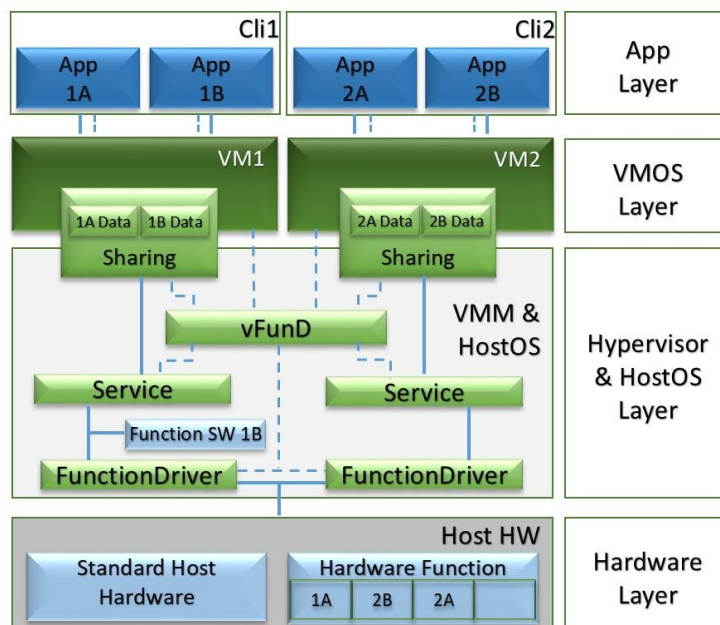 Cli1
Cli2
App
1A
App
1B
App
2A
App
2B
App
Layer
VM1
VM2
VMOS
Layer
1A Data
1B Data
2A Data
2B Data
Sharing
Sharing
VMM &
HostOS
vFunD
Hypervisor
& HostOS
Layer
Service
Service
Function SW 1B
FunctionDriver
FunctionDriver
Host HW
Standard Host
Hardware
Hardware Function
1A
2B
2A
Hardware
Layer